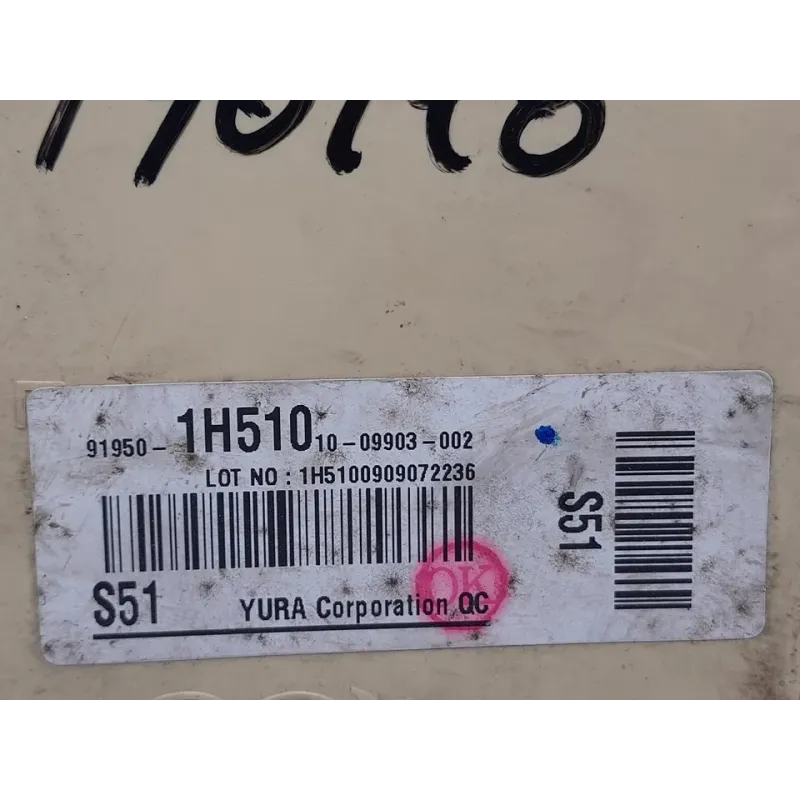 91950-1H510 10-09903-002
LOT NO : 1H5100909072236
S51
YURA Corporation QC
OK
S51